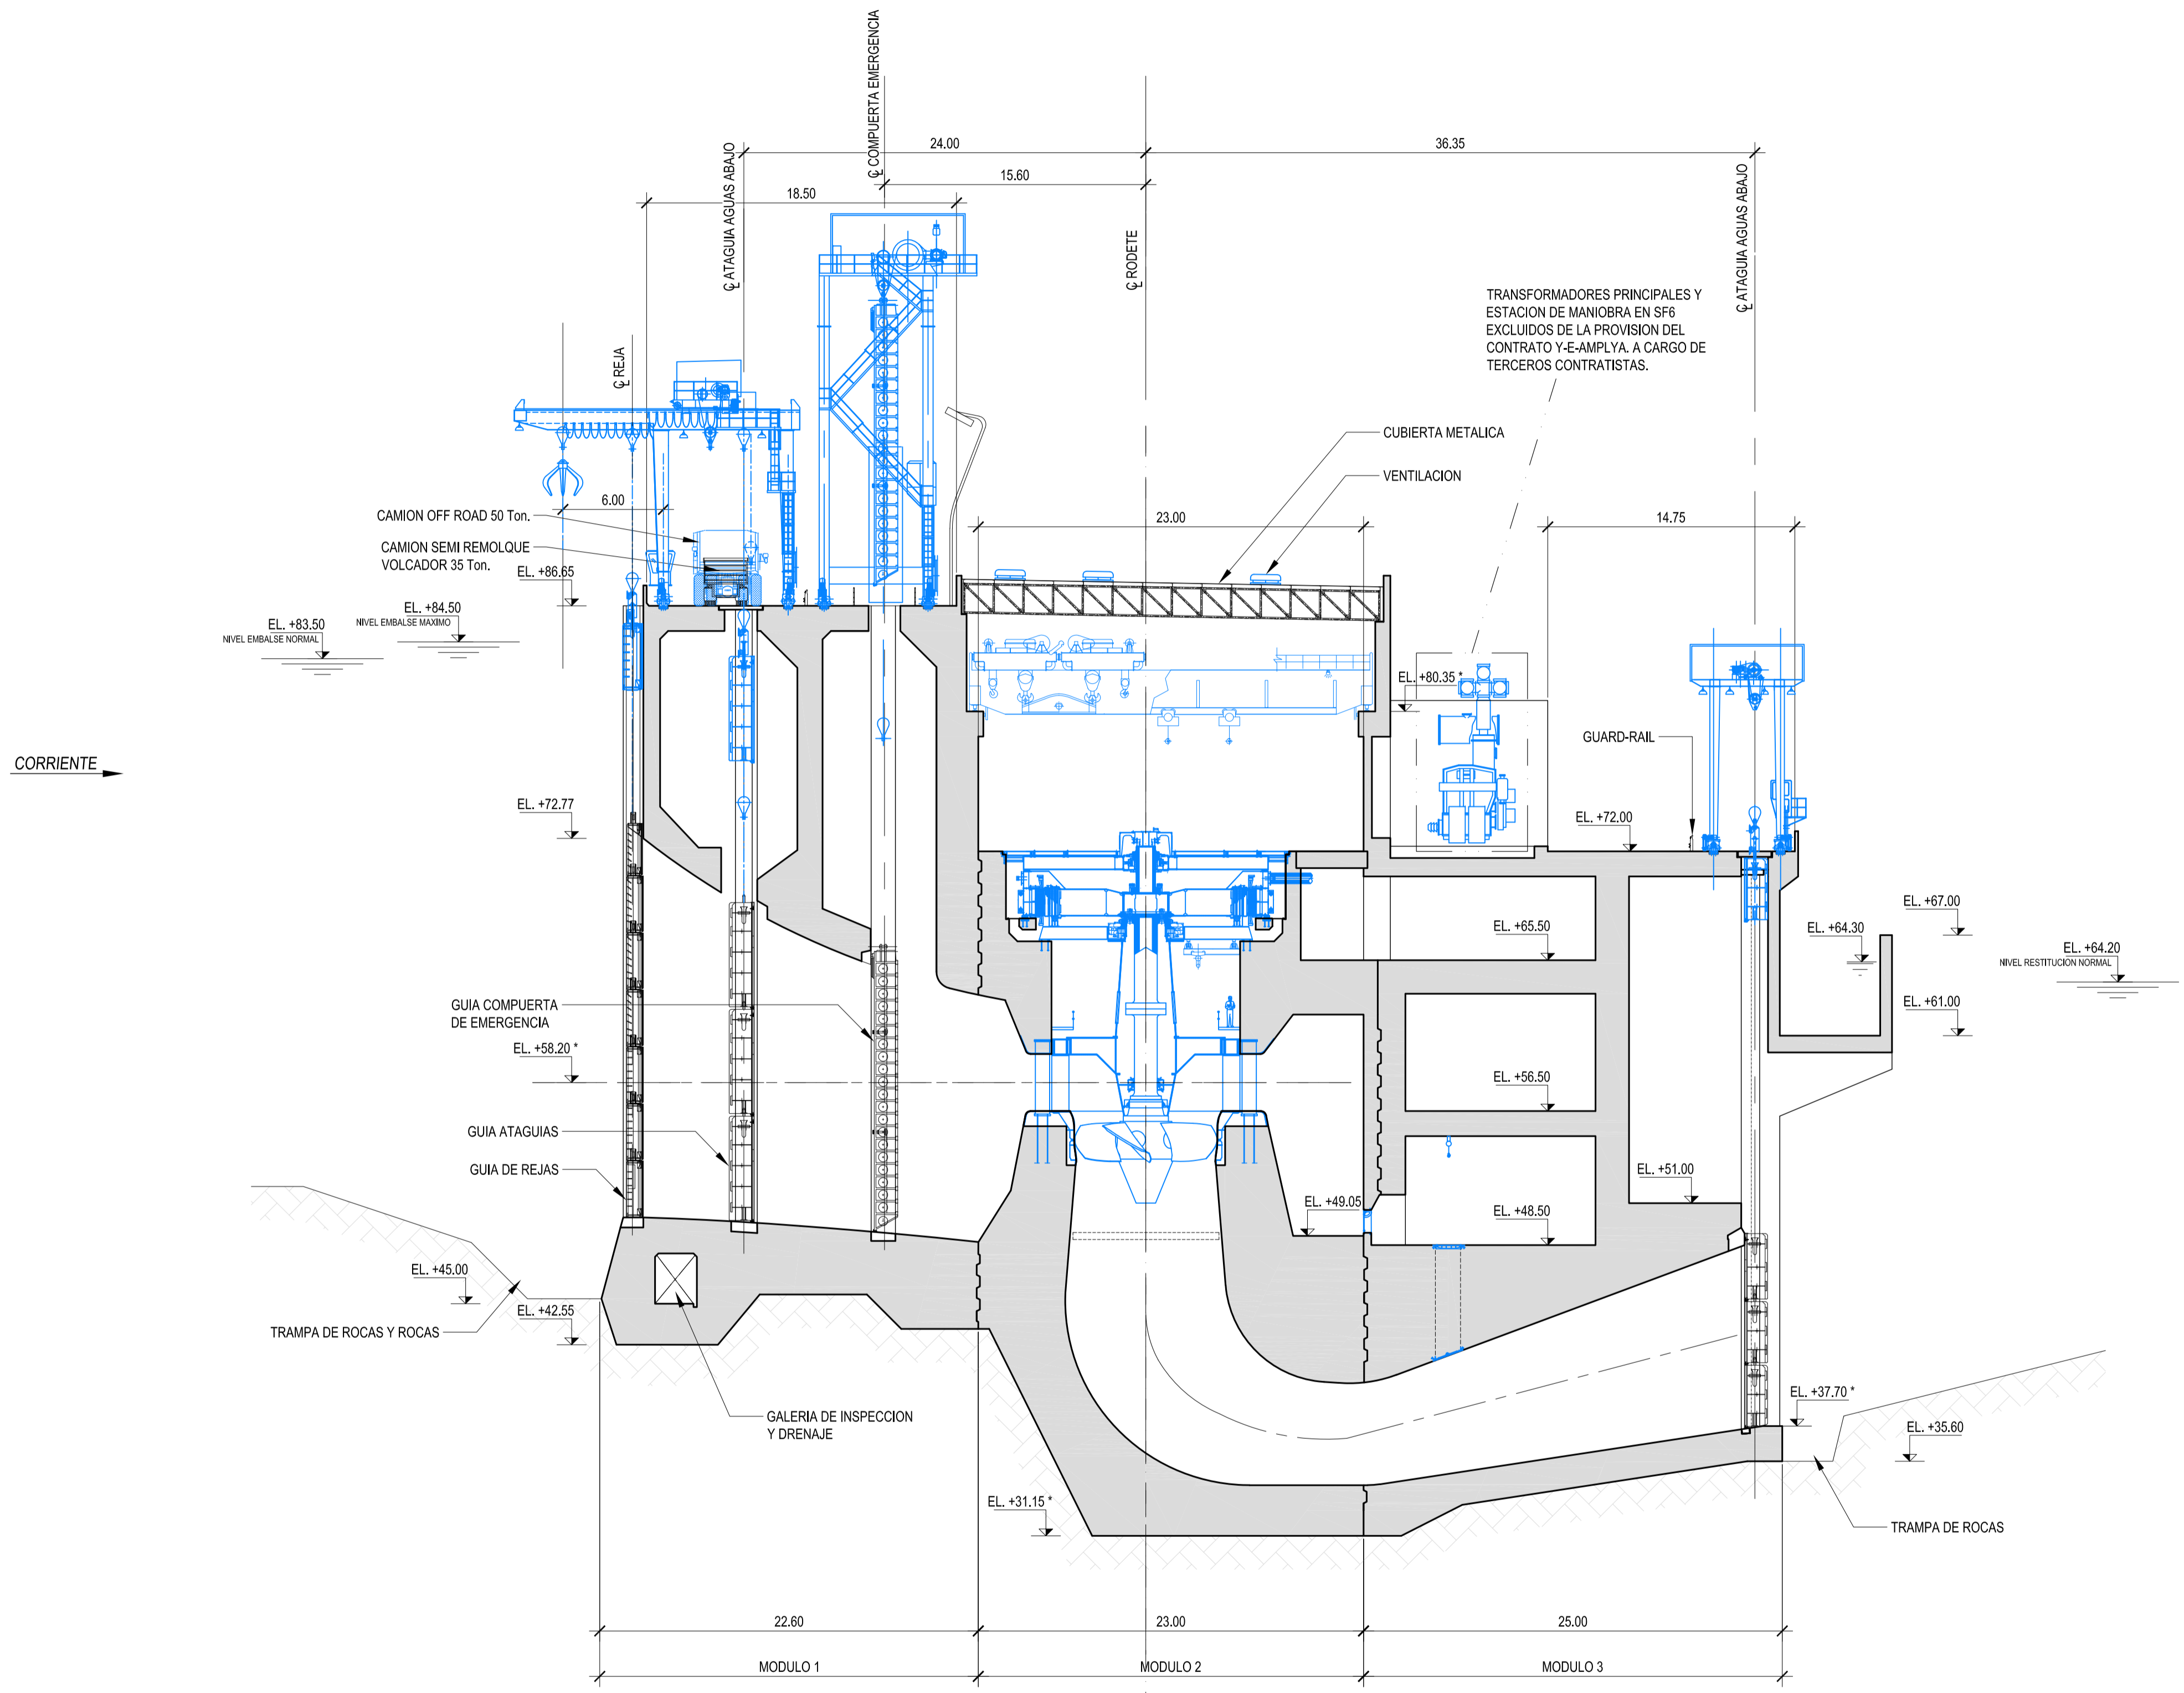 ℄ COMPUERTA EMERGENCIA
℄ ATAGUIA AGUAS ABAJO
℄ RODETE
℄ ATAGUIA AGUAS ABAJO
℄ REJA
24.00
36.35
15.60
18.50
TRANSFORMADORES PRINCIPALES Y
ESTACION DE MANIOBRA EN SF6
EXCLUIDOS DE LA PROVISION DEL
CONTRATO Y-E-AMPLYA. A CARGO DE
TERCEROS CONTRATISTAS.
CUBIERTA METALICA
VENTILACION
6.00
CAMION OFF ROAD 50 Ton.
23.00
14.75
CAMION SEMI REMOLQUE
VOLCADOR 35 Ton.
EL. +86.65
EL. +84.50
NIVEL EMBALSE MAXIMO
EL. +83.50
NIVEL EMBALSE NORMAL
EL. +80.35 *
GUARD-RAIL
CORRIENTE
EL. +72.77
EL. +72.00
EL. +67.00
EL. +65.50
EL. +64.30
EL. +64.20
NIVEL RESTITUCION NORMAL
GUIA COMPUERTA
DE EMERGENCIA
EL. +61.00
EL. +58.20 *
EL. +56.50
GUIA ATAGUIAS
GUIA DE REJAS
EL. +51.00
EL. +49.05
EL. +48.50
EL. +45.00
EL. +42.55
TRAMPA DE ROCAS Y ROCAS
EL. +37.70 *
GALERIA DE INSPECCION
Y DRENAJE
EL. +35.60
EL. +31.15 *
TRAMPA DE ROCAS
22.60
23.00
25.00
MODULO 1
MODULO 2
MODULO 3